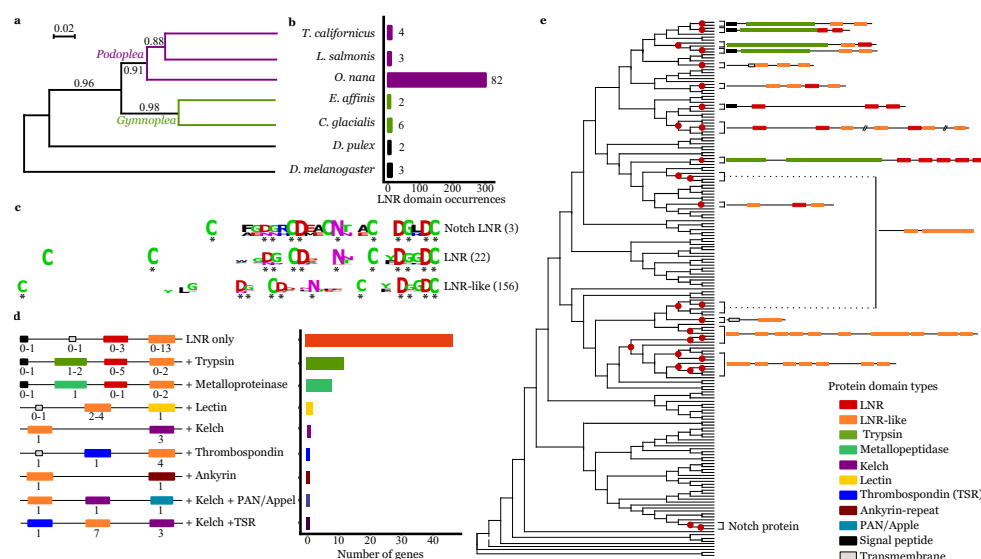 a
0.02
0.88
Podoplea
0.91
0.96
0.98
Gymnoplea
b
T. californicus 4
L. salmonis 3
O. nana 82
E. affinis 2
C. glacialis 6
D. pulex 2
D. melanogaster 3
0 100 200 300
LNR domain occurrences
c
Notch LNR (3)
LNR (22)
LNR-like (156)
d
LNR only
0-1 0-1 0-3 0-13
+ Trypsin
0-1 1-2 0-5 0-2
+ Metalloproteinase
0-1 1 0-1 0-2
+ Lectin
0-1 2-4 1
+ Kelch
1 3
+ Thrombospondin
1 1 4
+ Ankyrin
1 1
+ Kelch + PAN/Appel
1 1 1
+ Kelch +TSR
1 7 3
0 10 20 30 40
Number of genes
e
Notch protein
Protein domain types
LNR
LNR-like
Trypsin
Metallopeptidase
Kelch
Lectin
Thrombospondin (TSR)
Ankyrin-repeat
PAN/Apple
Signal peptide
Transmembrane